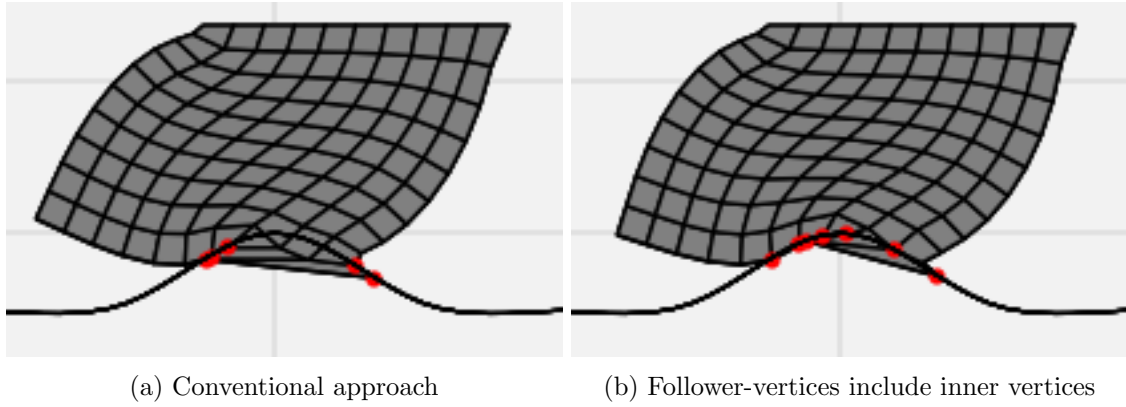 (a) Conventional approach
(b) Follower-vertices include inner vertices